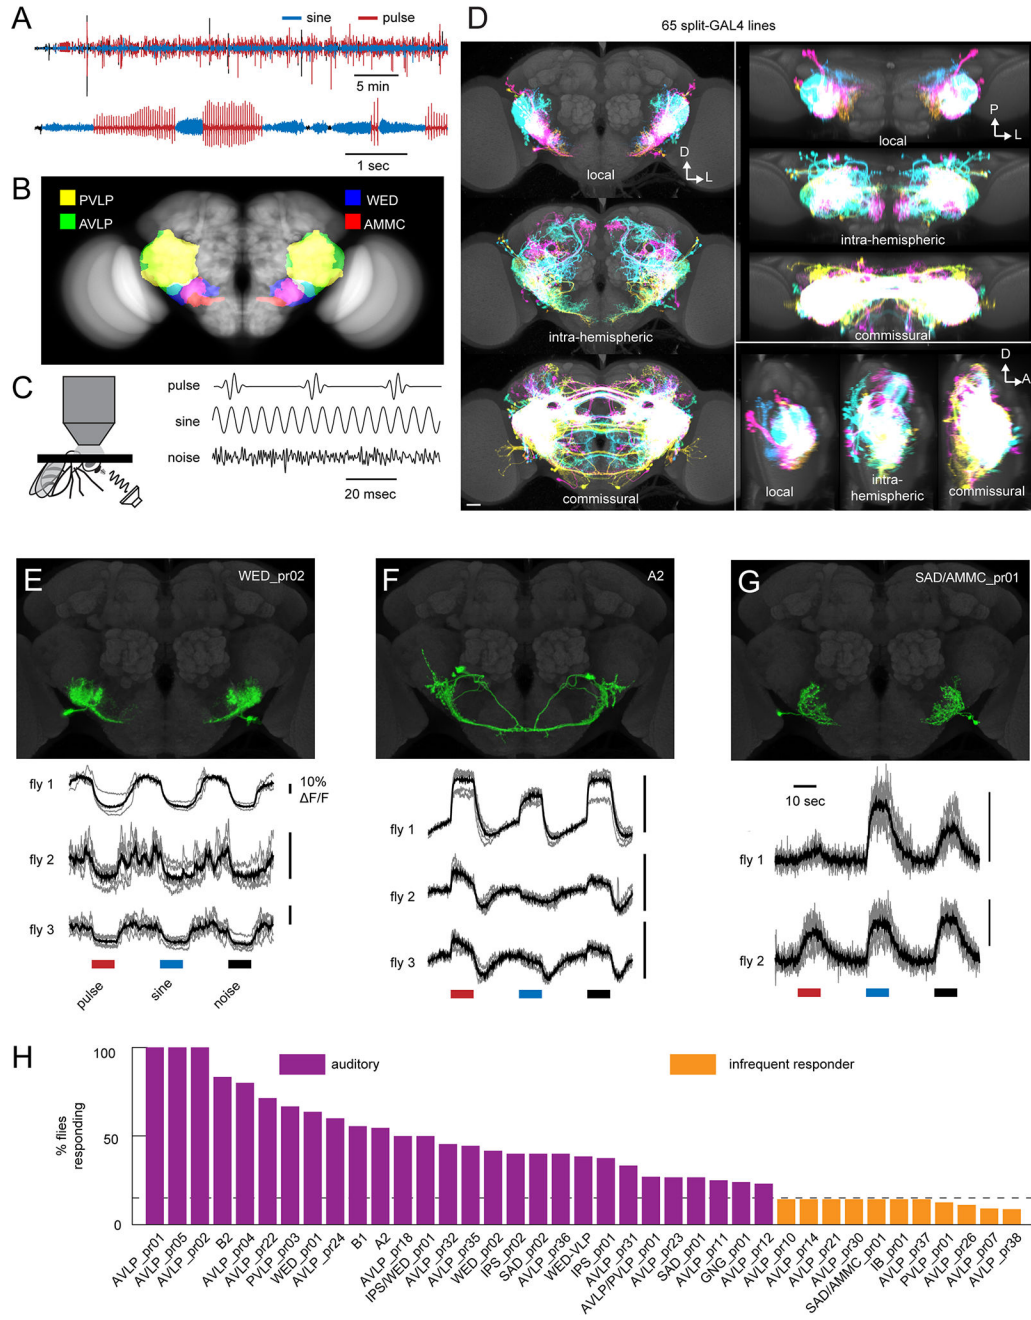 A
sine
pulse
5 min
1 sec
B
PVLP
AVLP
WED
AMMC
C
pulse
sine
noise
20 msec
D
65 split-GAL4 lines
local
D
L
intra-hemispheric
commissural
local
P
L
intra-hemispheric
commissural
local
intra-
hemispheric
commissural
D
A
E
WED_pr02
fly 1
10%
ΔF/F
fly 2
fly 3
pulse
sine
noise
F
A2
fly 1
fly 2
fly 3
G
SAD/AMMC_pr01
10 sec
fly 1
fly 2
H
auditory
infrequent responder
% flies
responding
100
50
0
AVLP_pr01
AVLP_pr05
AVLP_pr02
B2
AVLP_pr04
AVLP_pr22
PVLP_pr03
WED_pr01
AVLP_pr24
B1
A2
AVLP_pr18
IPS/WED_pr01
AVLP_pr32
AVLP_pr35
WED_pr02
IPS_pr02
SAD_pr02
AVLP_pr36
WED-VLP
IPS_pr01
AVLP_pr31
AVLP/PVLP_pr01
AVLP_pr23
SAD_pr01
AVLP_pr11
GNG_pr01
AVLP_pr12
AVLP_pr10
AVLP_pr14
AVLP_pr21
AVLP_pr30
SAD/AMMC_pr01
IB_pr01
AVLP_pr37
PVLP_pr01
AVLP_pr26
AVLP_pr07
AVLP_pr38